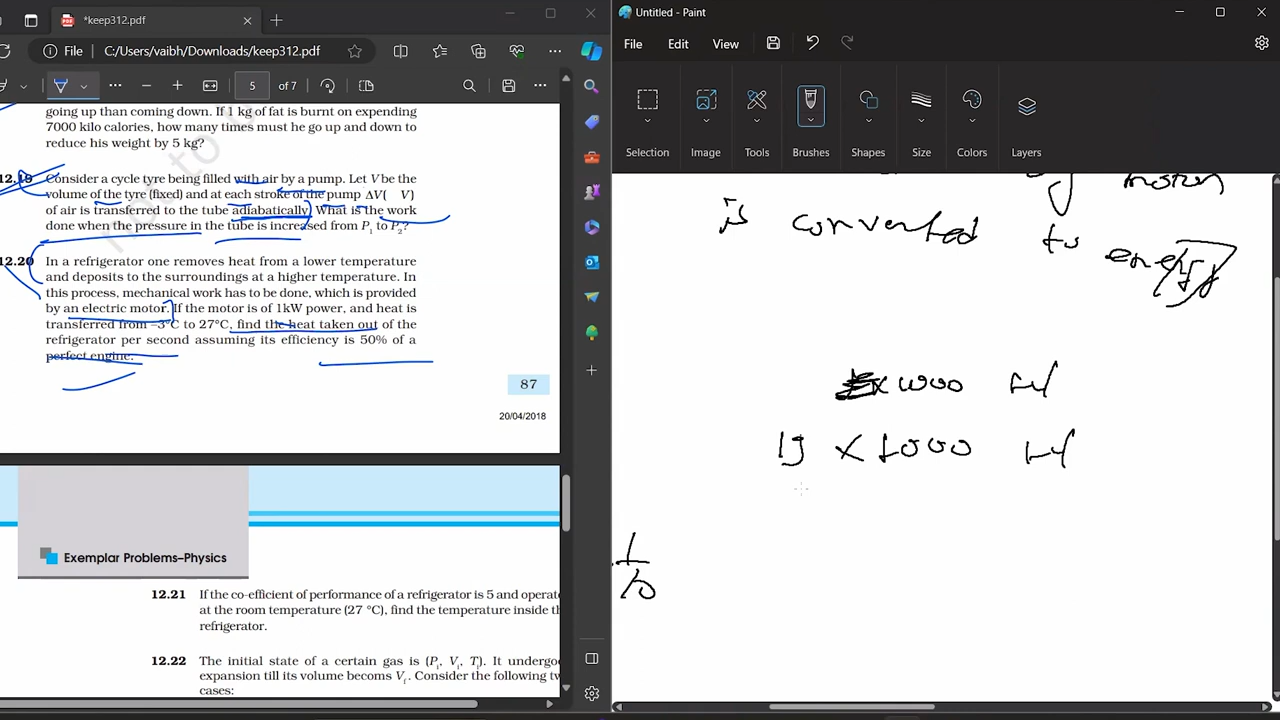 *keep312.pdf
File
C:/Users/vaibh/Downloads/keep312.pdf
5 of 7
going up than coming down. If 1 kg of fat is burnt on expending
7000 kilo calories, how many times must he go up and down to
reduce his weight by 5 kg?
12.19 Consider a cycle tyre being filled with air by a pump. Let V be the
volume of the tyre (fixed) and at each stroke of the pump ΔV( V)
of air is transferred to the tube adiabatically. What is the work
done when the pressure in the tube is increased from P1 to P2?
12.20 In a refrigerator one removes heat from a lower temperature
and deposits to the surroundings at a higher temperature. In
this process, mechanical work has to be done, which is provided
by an electric motor. If the motor is of 1kW power, and heat is
transferred from –3°C to 27°C, find the heat taken out of the
refrigerator per second assuming its efficiency is 50% of a
perfect engine.
87
20/04/2018
Exemplar Problems–Physics
12.21 If the co-efficient of performance of a refrigerator is 5 and operat
at the room temperature (27 °C), find the temperature inside th
refrigerator.
12.22 The initial state of a certain gas is (Pi, Vi, Ti). It undergo
expansion till its volume becoms Vf. Consider the following tw
cases:
Untitled - Paint
File Edit View
Selection Image Tools Brushes Shapes Size Colors Layers
motor
is converted to energy
x 1000
19 x 1000
1/10